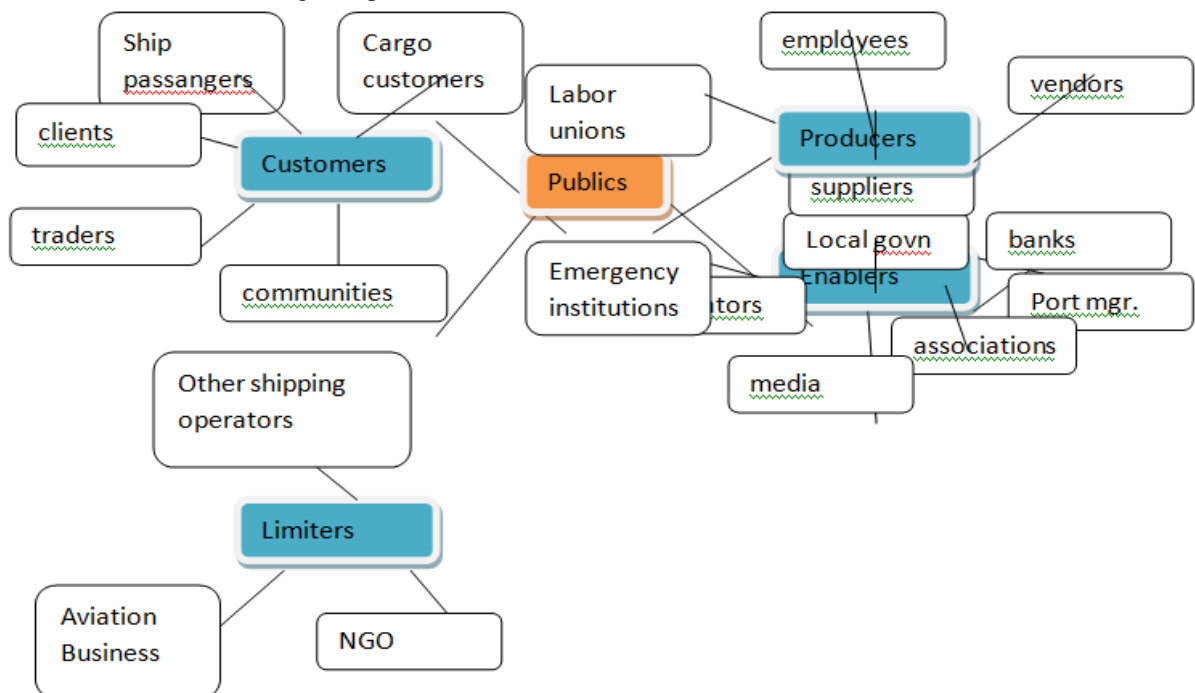 Ship
passangers
Cargo
customers
employees
clients
Labor
unions
vendors
Customers
Producers
Publics
suppliers
traders
Local govn
banks
communities
Emergency
institutions
Enablers
Port mgr.
associations
media
Other shipping
operators
Limiters
Aviation
Business
NGO